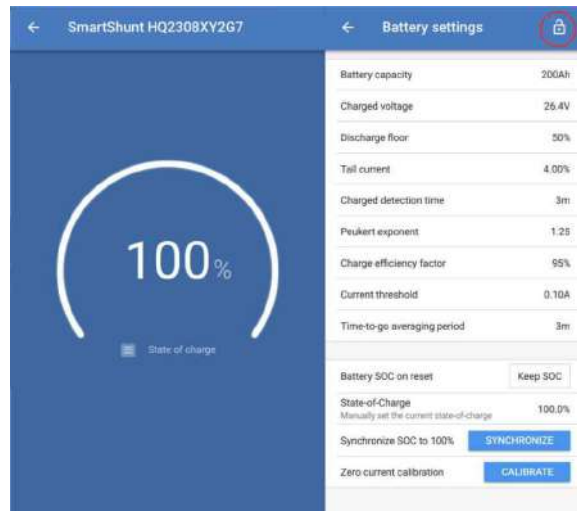 SmartShunt HQ2308XY2G7
100%
State of charge
Battery settings
Battery capacity 200Ah
Charged voltage 26.4V
Discharge floor 50%
Tail current 4.00%
Charged detection time 3m
Peukert exponent 1.25
Charge efficiency factor 95%
Current threshold 0.10A
Time-to-go averaging period 3m
Battery SOC on reset Keep SOC
State-of-Charge 100.0%
Manually set the current state-of-charge
Synchronize SOC to 100% SYNCHRONIZE
Zero current calibration CALIBRATE